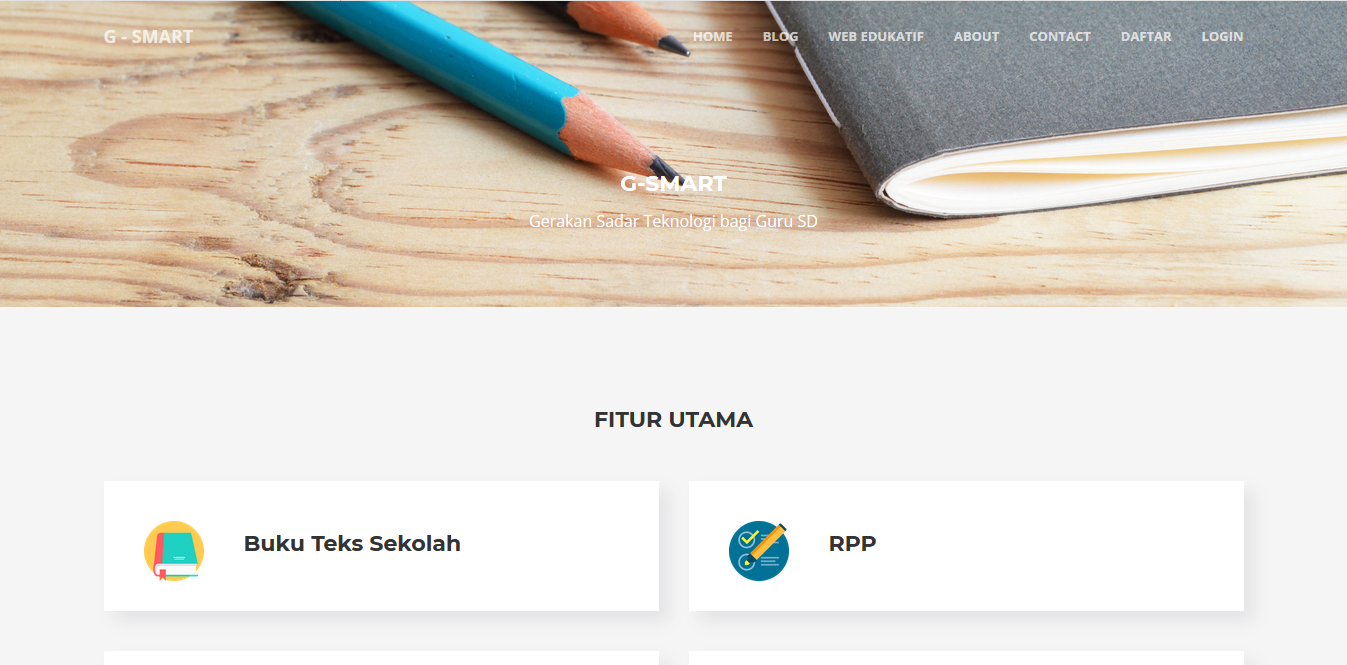 G - SMART
HOME BLOG WEB EDUKATIF ABOUT CONTACT DAFTAR LOGIN
G-SMART
Gerakan Sadar Teknologi bagi Guru SD
FITUR UTAMA
Buku Teks Sekolah
RPP